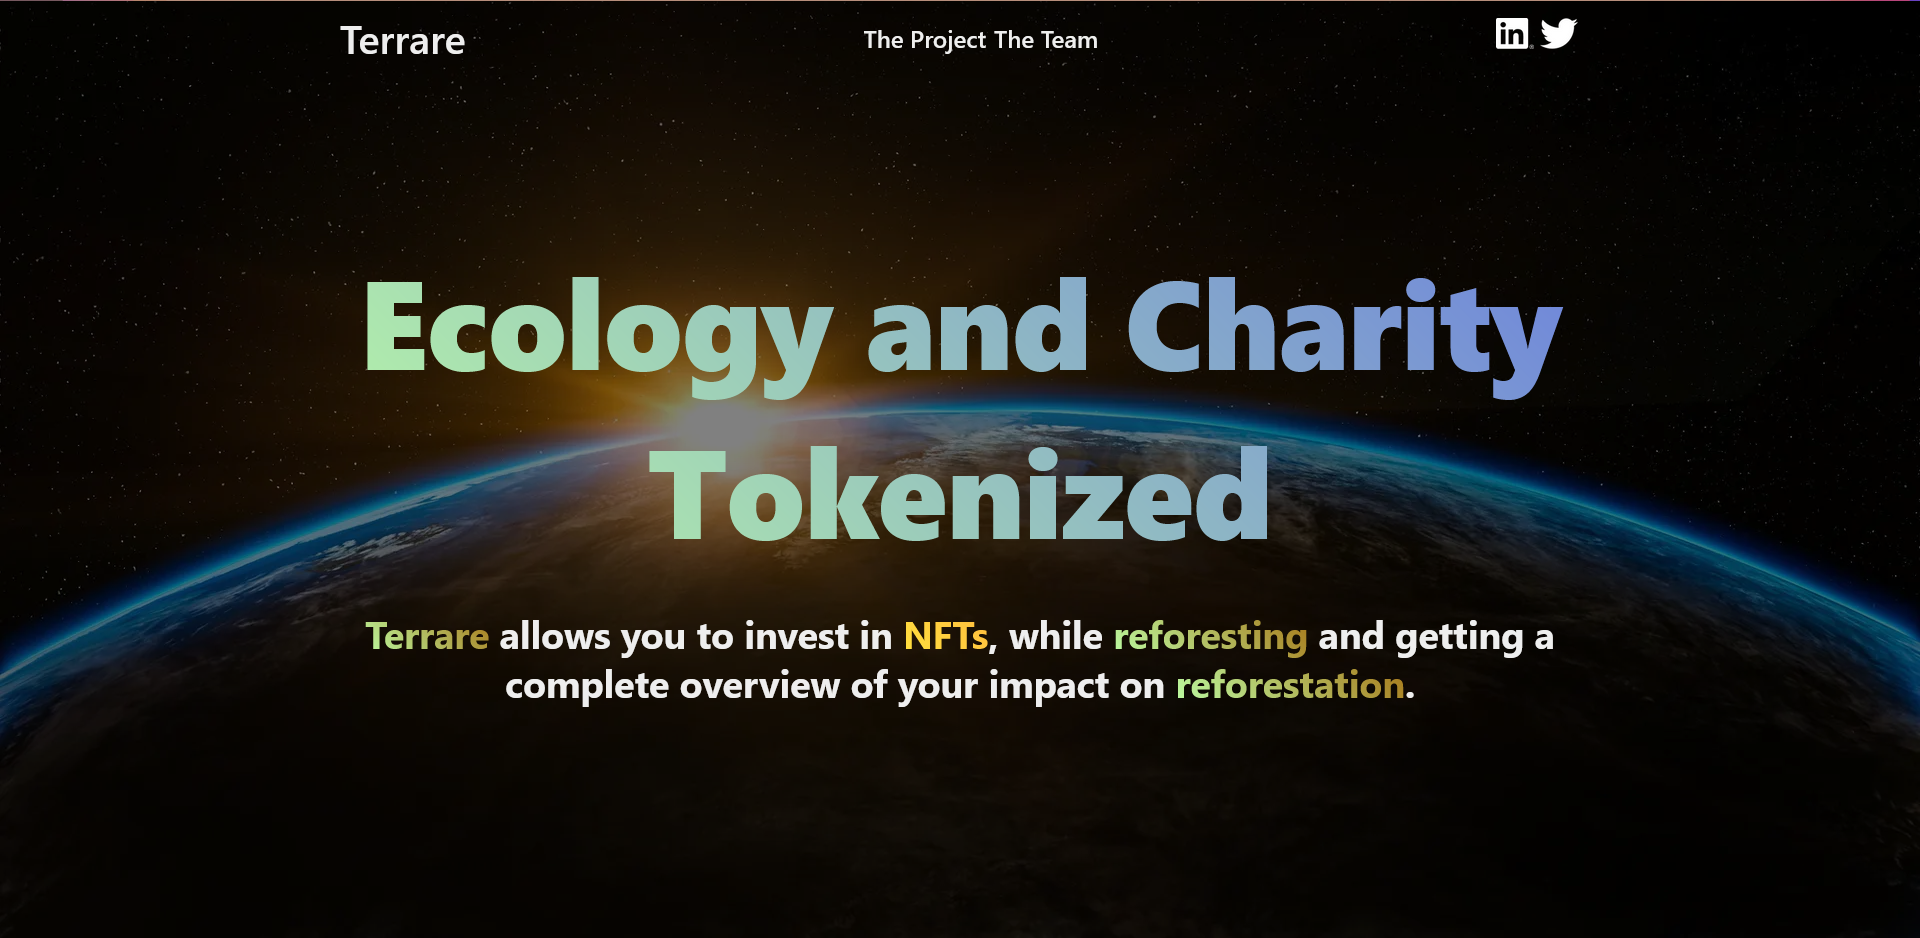 Terrare
The Project The Team
in
Ecology and Charity
Tokenized
Terrare allows you to invest in NFTs, while reforesting and getting a
complete overview of your impact on reforestation.